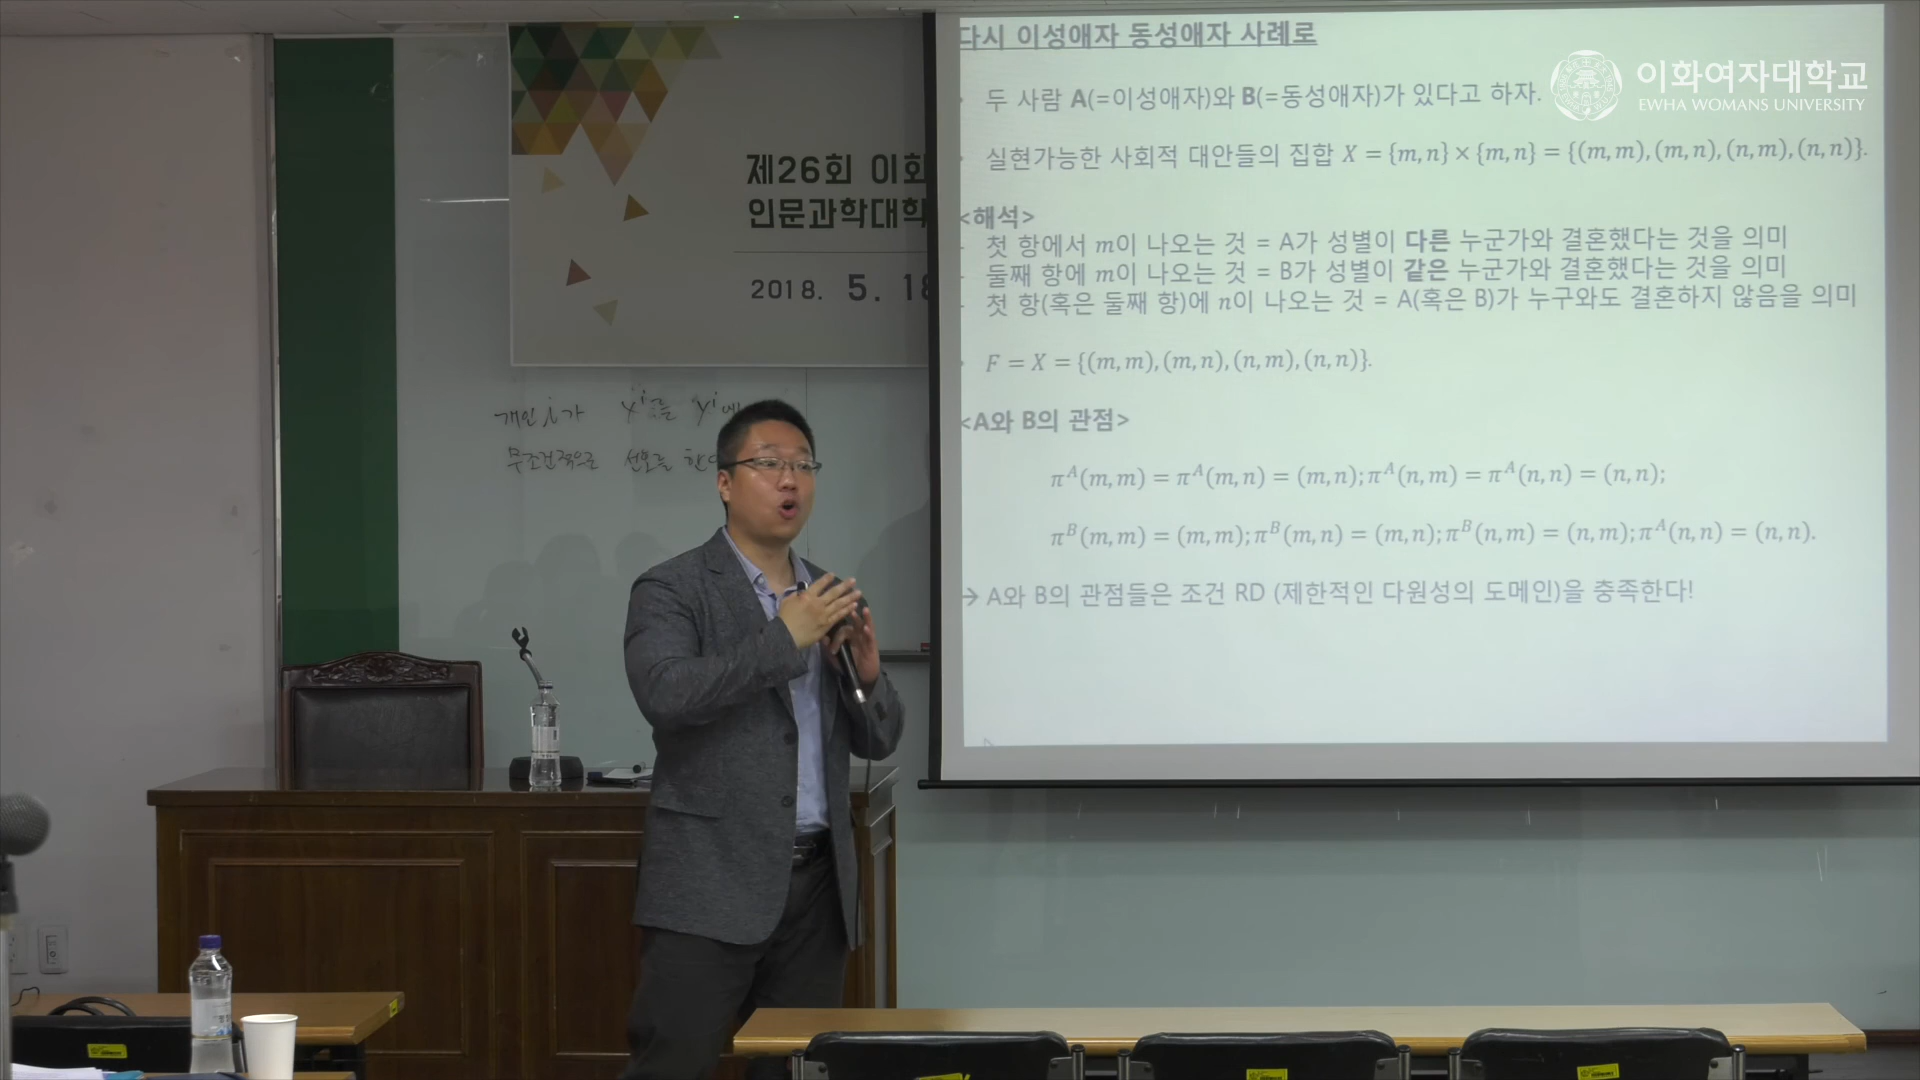 다시 이성애자 동성애자 사례로
이화여자대학교
EWHA WOMANS UNIVERSITY
두 사람 A(=이성애자)와 B(=동성애자)가 있다고 하자.
실현가능한 사회적 대안들의 집합 X = {m,n}×{m,n} = {(m,m),(m,n),(n,m),(n,n)}.
<해석>
- 첫 항에서 m이 나오는 것 = A가 성별이 다른 누군가와 결혼했다는 것을 의미
- 둘째 항에 m이 나오는 것 = B가 성별이 같은 누군가와 결혼했다는 것을 의미
- 첫 항(혹은 둘째 항)에 n이 나오는 것 = A(혹은 B)가 누구와도 결혼하지 않음을 의미
F = X = {(m,m),(m,n),(n,m),(n,n)}.
<A와 B의 관점>
π^A(m,m) = π^A(m,n) = (m,n); π^A(n,m) = π^A(n,n) = (n,n);
π^B(m,m) = (m,m); π^B(m,n) = (m,n); π^B(n,m) = (n,m); π^A(n,n) = (n,n).
→ A와 B의 관점들은 조건 RD (제한적인 다원성의 도메인)을 충족한다!
제26회 이화
인문과학대학
2018. 5. 18
개인 i가 x^i를 y^i에
무조건적으로 선호를 한다